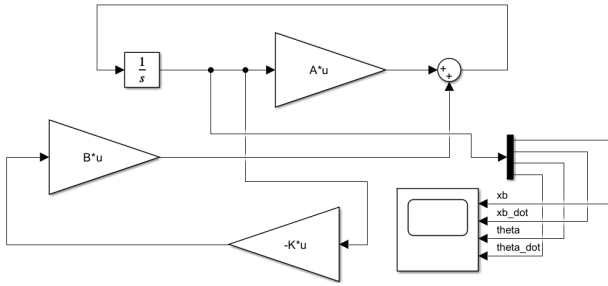 1
s
A*u
+
+
B*u
-K*u
xb
xb_dot
theta
theta_dot